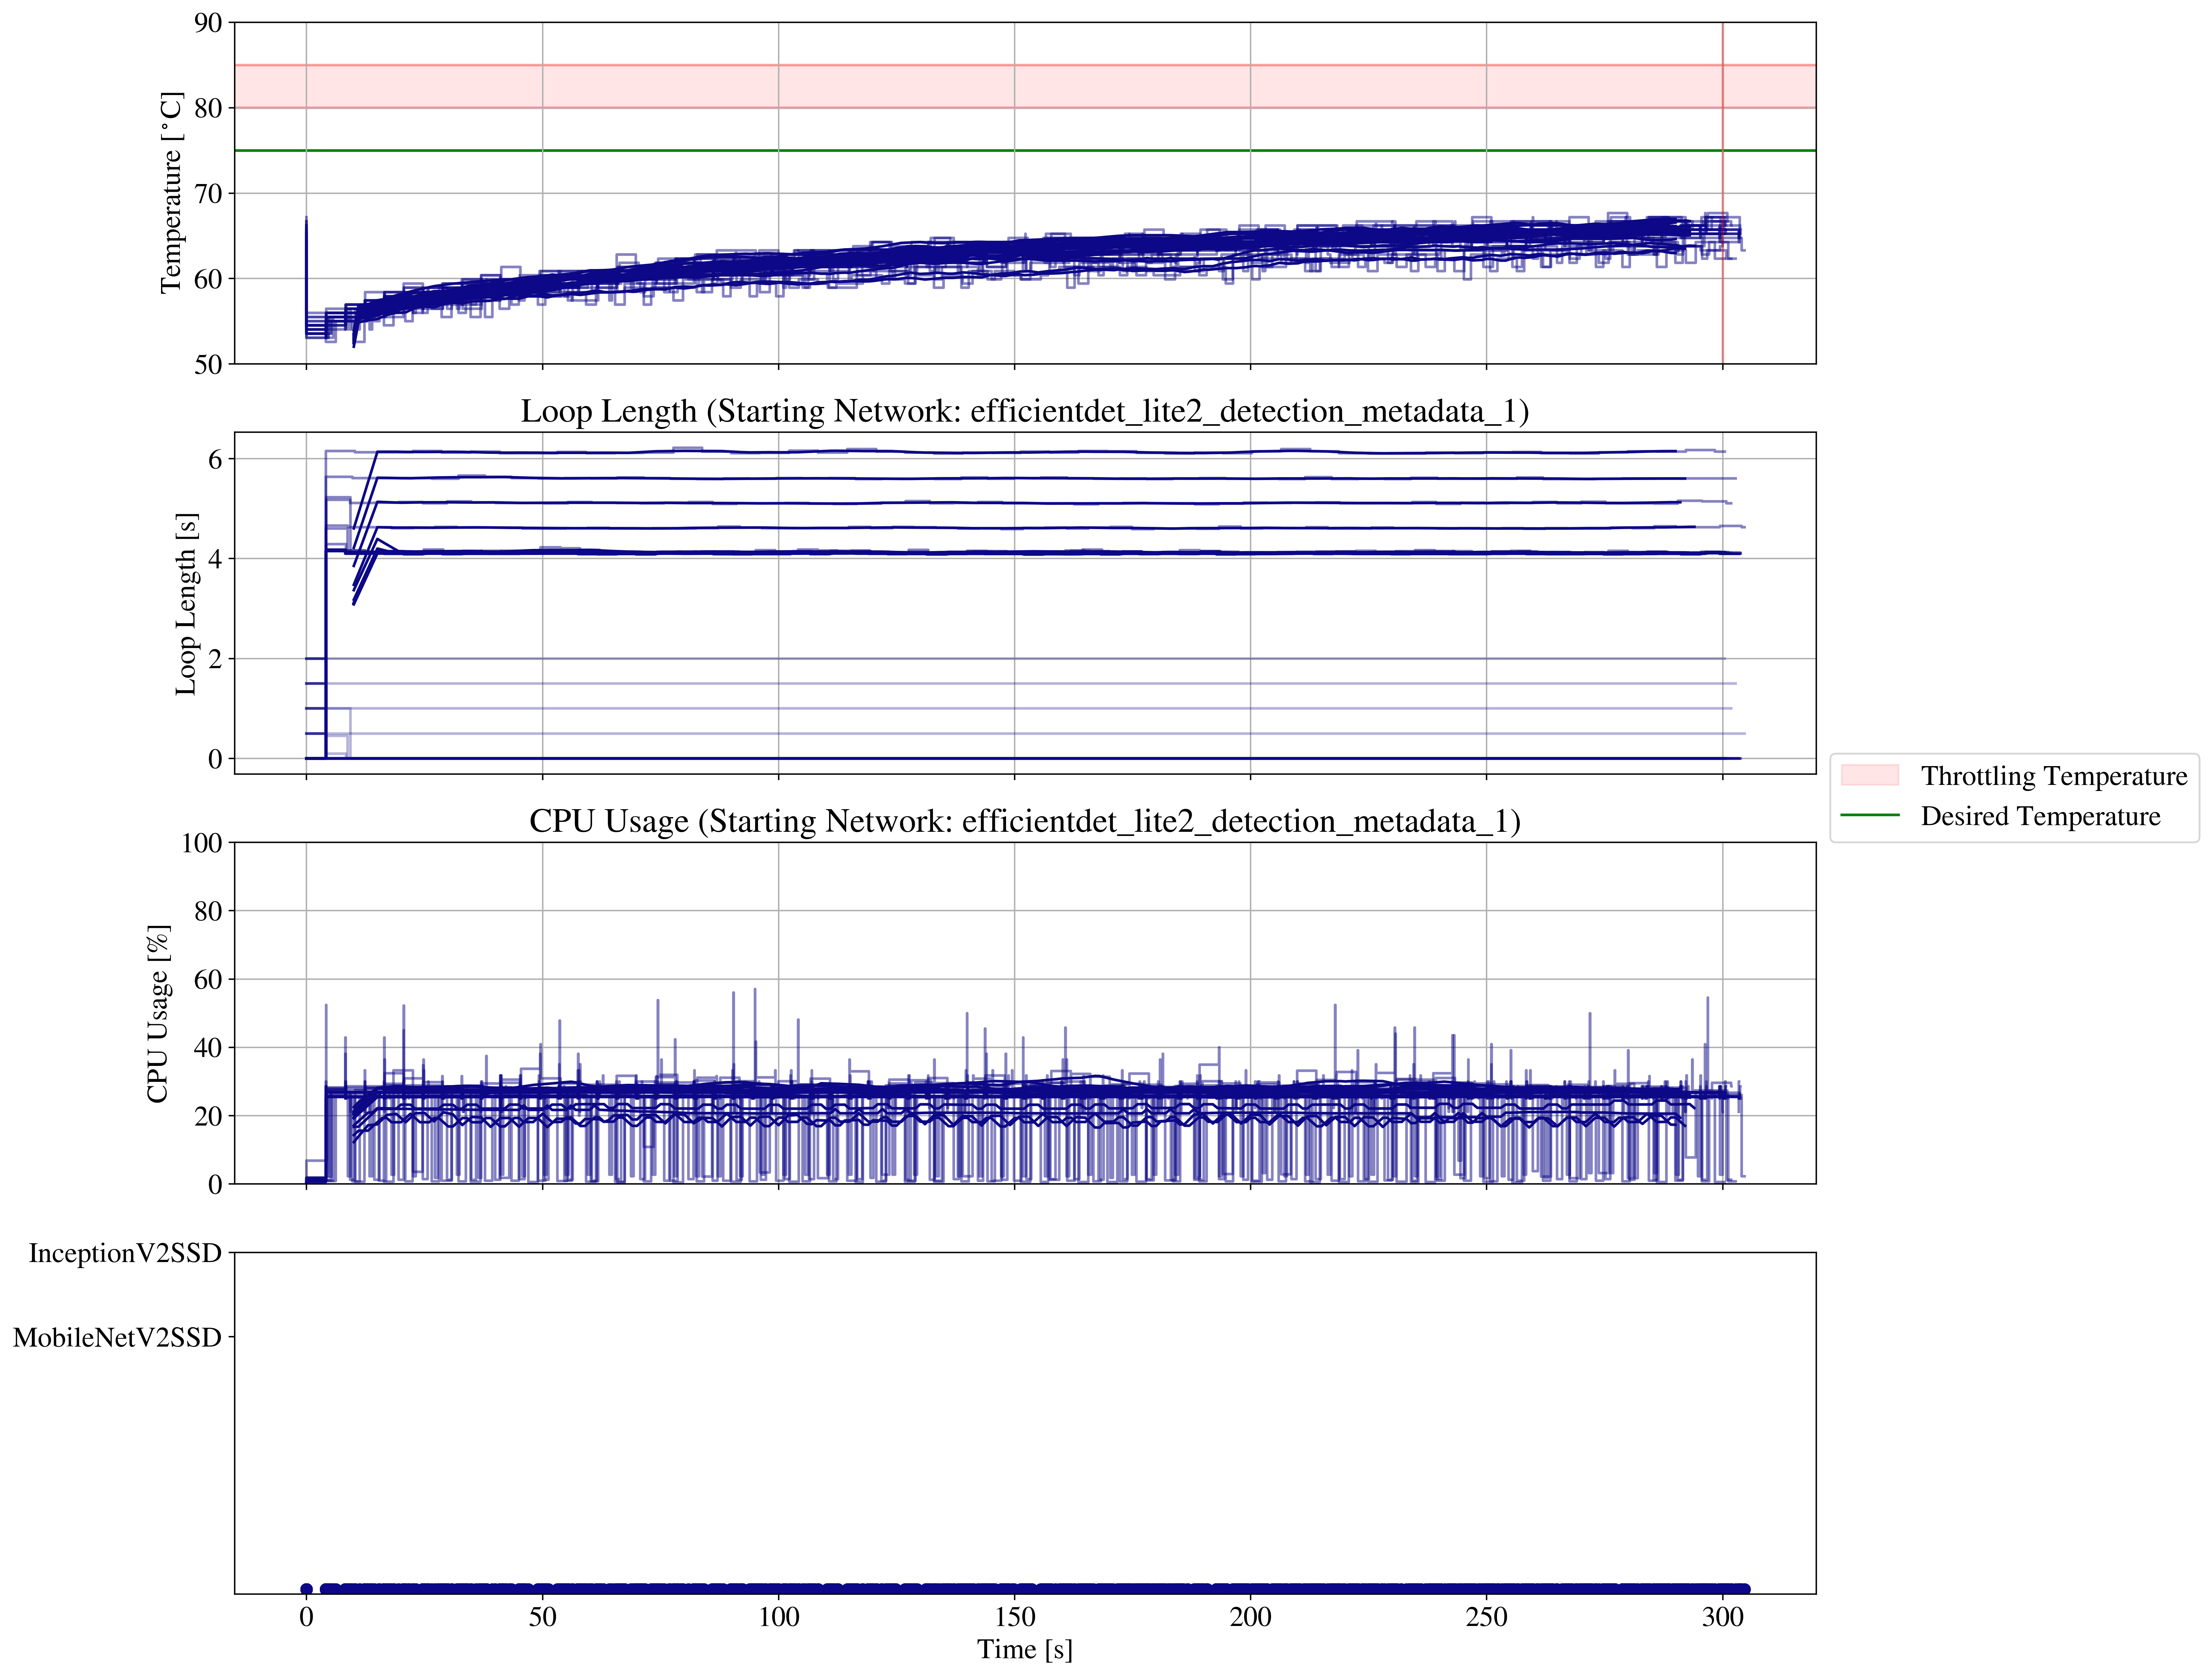 90
80
70
60
50
Temperature [°C]
Loop Length (Starting Network: efficientdet_lite2_detection_metadata_1)
6
4
2
0
Loop Length [s]
Throttling Temperature
Desired Temperature
CPU Usage (Starting Network: efficientdet_lite2_detection_metadata_1)
100
80
60
40
20
0
CPU Usage [%]
InceptionV2SSD
MobileNetV2SSD
0 50 100 150 200 250 300
Time [s]